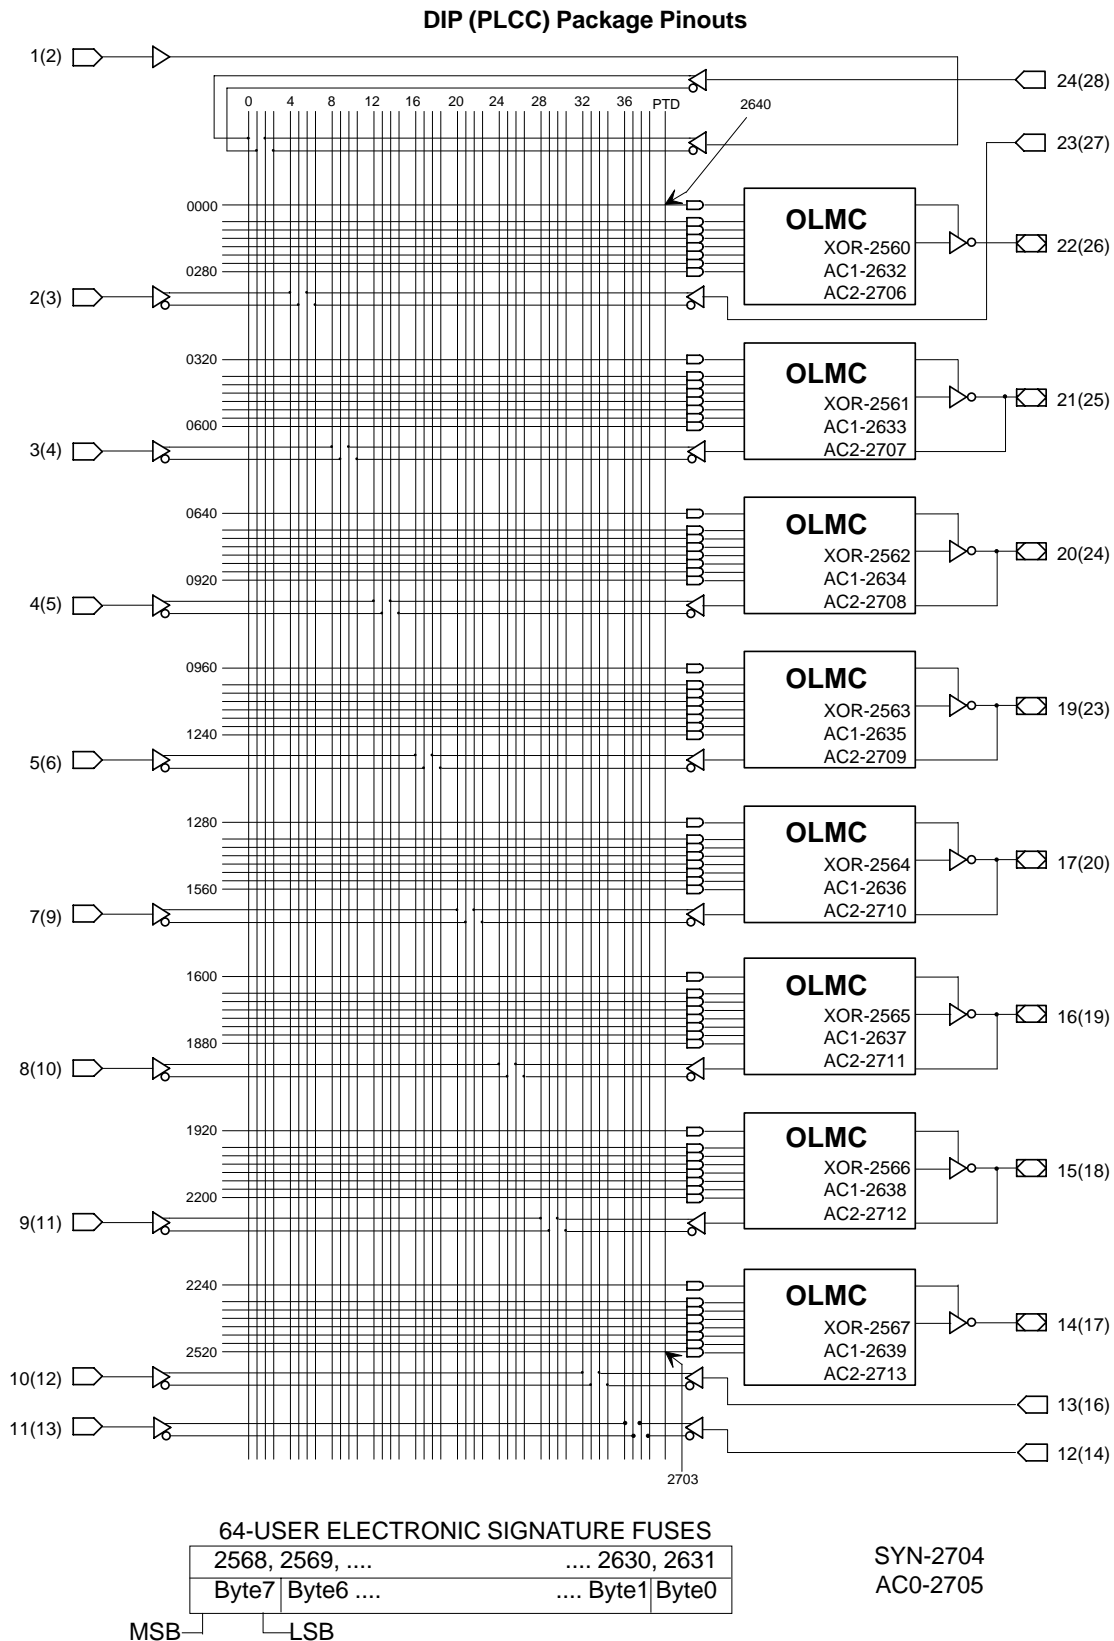 DIP (PLCC) Package Pinouts
1(2)
24(28)
0 4 8 12 16 20 24 28 32 36 PTD 2640
23(27)
0000
OLMC
XOR-2560
22(26)
0280
AC1-2632
2(3)
AC2-2706
0320
OLMC
XOR-2561
21(25)
0600
AC1-2633
3(4)
AC2-2707
0640
OLMC
XOR-2562
20(24)
0920
AC1-2634
4(5)
AC2-2708
0960
OLMC
XOR-2563
19(23)
1240
AC1-2635
5(6)
AC2-2709
1280
OLMC
XOR-2564
17(20)
1560
AC1-2636
7(9)
AC2-2710
1600
OLMC
XOR-2565
16(19)
1880
AC1-2637
8(10)
AC2-2711
1920
OLMC
XOR-2566
15(18)
2200
AC1-2638
9(11)
AC2-2712
2240
OLMC
XOR-2567
14(17)
2520
AC1-2639
10(12)
AC2-2713
13(16)
11(13)
12(14)
2703
64-USER ELECTRONIC SIGNATURE FUSES
2568, 2569, .... .... 2630, 2631
Byte7 Byte6 .... .... Byte1 Byte0
MSB LSB
SYN-2704
AC0-2705